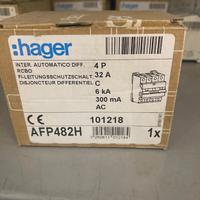 :hager
INTER. AUTOMATICO DIFF.
RCBO
FI-LEITUNGSSCHUTZSCHALT.
DISJONCTEUR DIFFERENTIEL
4 P
32 A
C
6 kA
300 mA
AC
101218
AFP482H
1x